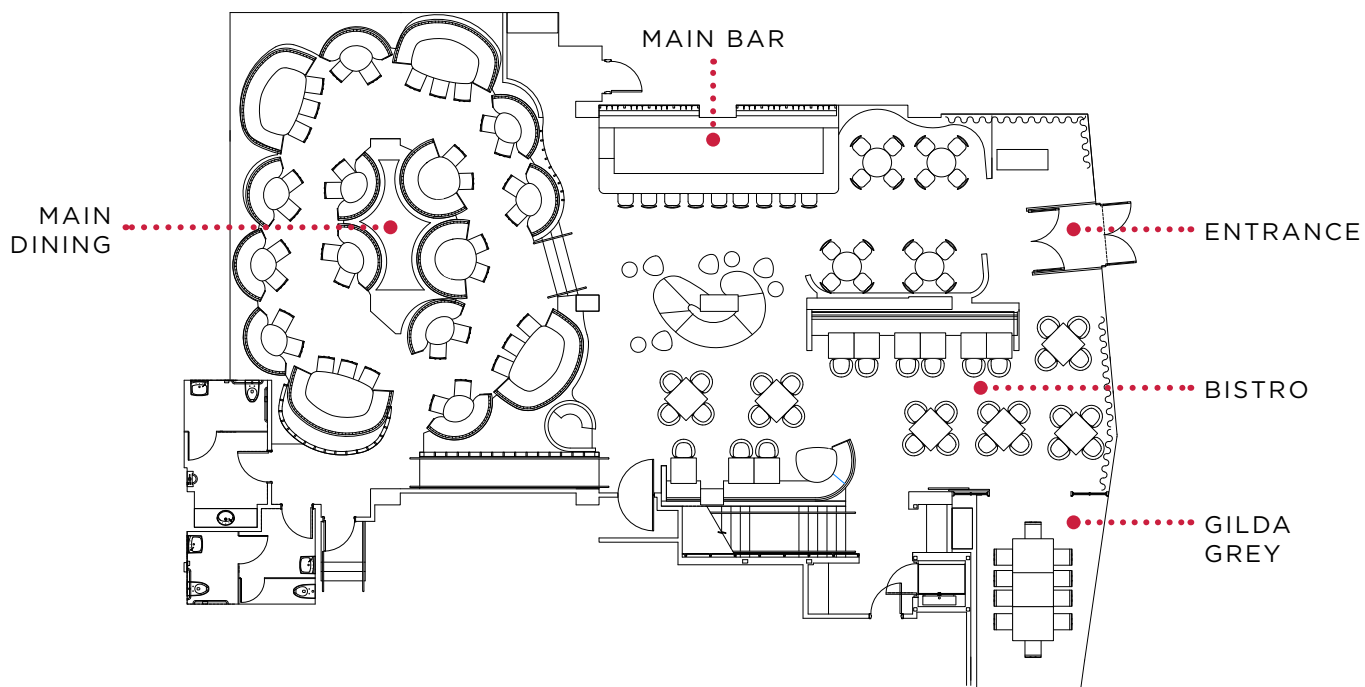 MAIN BAR
MAIN
DINING
ENTRANCE
BISTRO
GILDA
GREY